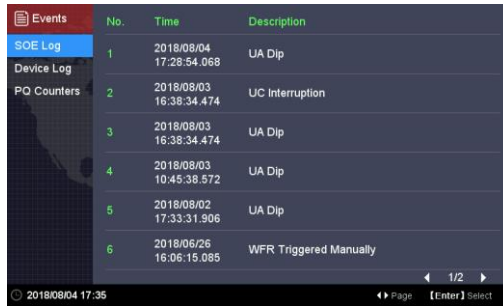 Events
No. Time Description
SOE Log
Device Log
PQ Counters
1 2018/08/04 17:28:54.068 UA Dip
2 2018/08/03 16:38:34.474 UC Interruption
3 2018/08/03 16:38:34.474 UA Dip
4 2018/08/03 10:45:38.572 UA Dip
5 2018/08/02 17:33:31.906 UA Dip
6 2018/06/26 16:06:15.085 WFR Triggered Manually
1/2
2018/08/04 17:35
Page 【Enter】Select